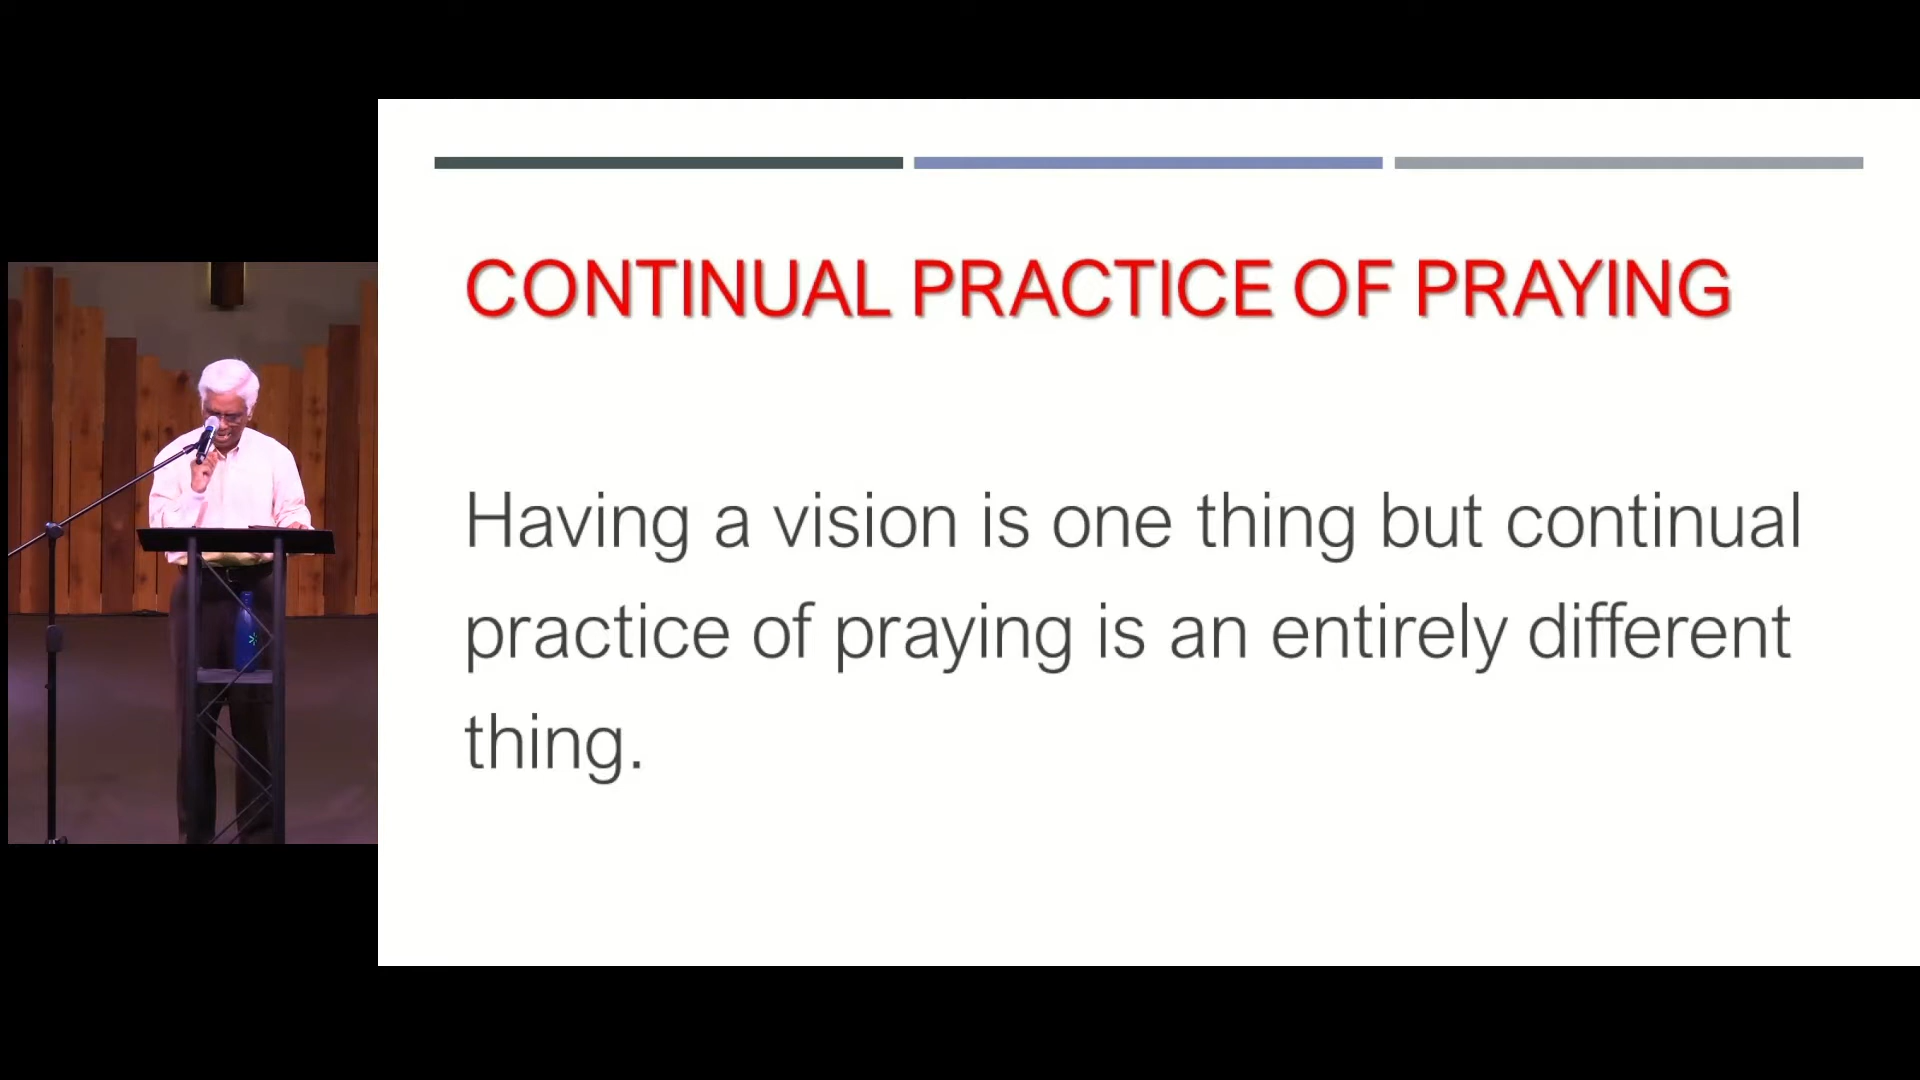 CONTINUAL PRACTICE OF PRAYING
Having a vision is one thing but continual
practice of praying is an entirely different
thing.